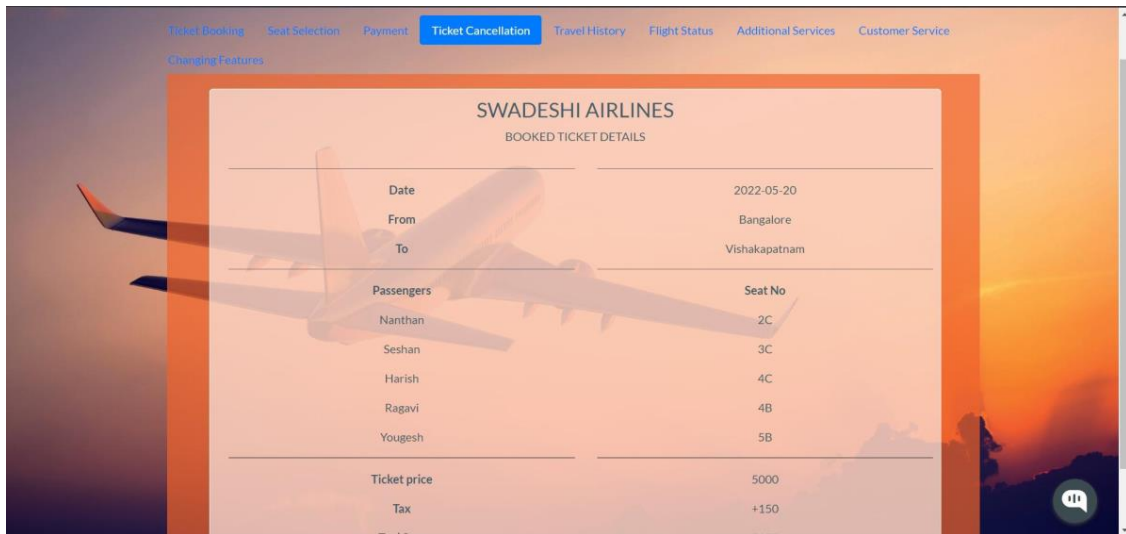 Ticket Booking Seat Selection Payment Ticket Cancellation Travel History Flight Status Additional Services Customer Service
Changing Features
SWADESHI AIRLINES
BOOKED TICKET DETAILS
Date 2022-05-20
From Bangalore
To Vishakapatnam
Passengers Seat No
Nanthan 2C
Seshan 3C
Harish 4C
Ragavi 4B
Yougesh 5B
Ticket price 5000
Tax +150